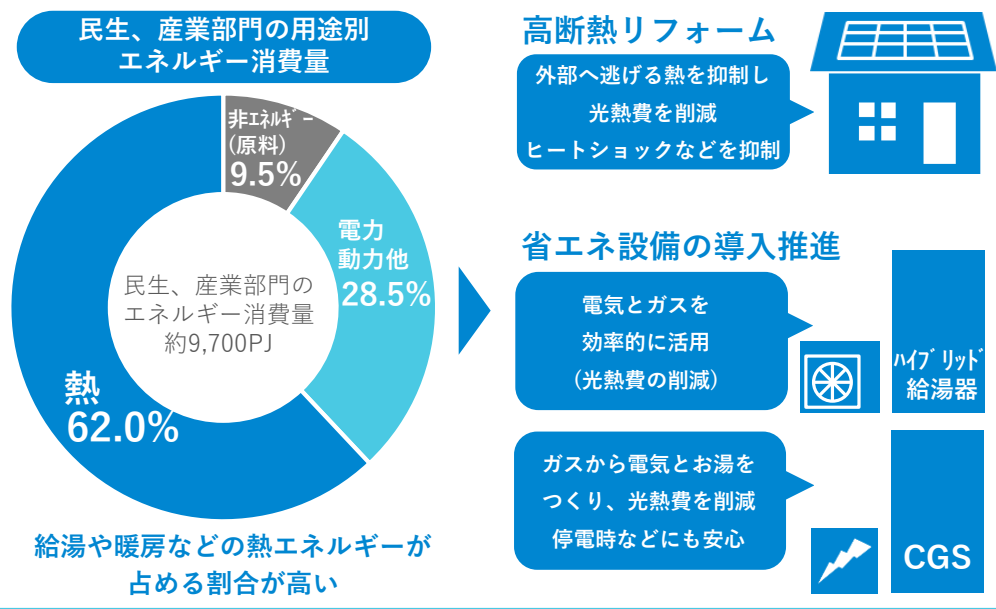 民生、産業部門の用途別
エネルギー消費量
非ｴﾈﾙｷﾞｰ
(原料)
9.5%
電力
動力他
28.5%
民生、産業部門の
エネルギー消費量
約9,700PJ
熱
62.0%
給湯や暖房などの熱エネルギーが
占める割合が高い
高断熱リフォーム
外部へ逃げる熱を抑制し
光熱費を削減
ヒートショックなどを抑制
省エネ設備の導入推進
電気とガスを
効率的に活用
(光熱費の削減)
ﾊｲﾌﾞﾘｯﾄﾞ
給湯器
ガスから電気とお湯を
つくり、光熱費を削減
停電時などにも安心
CGS